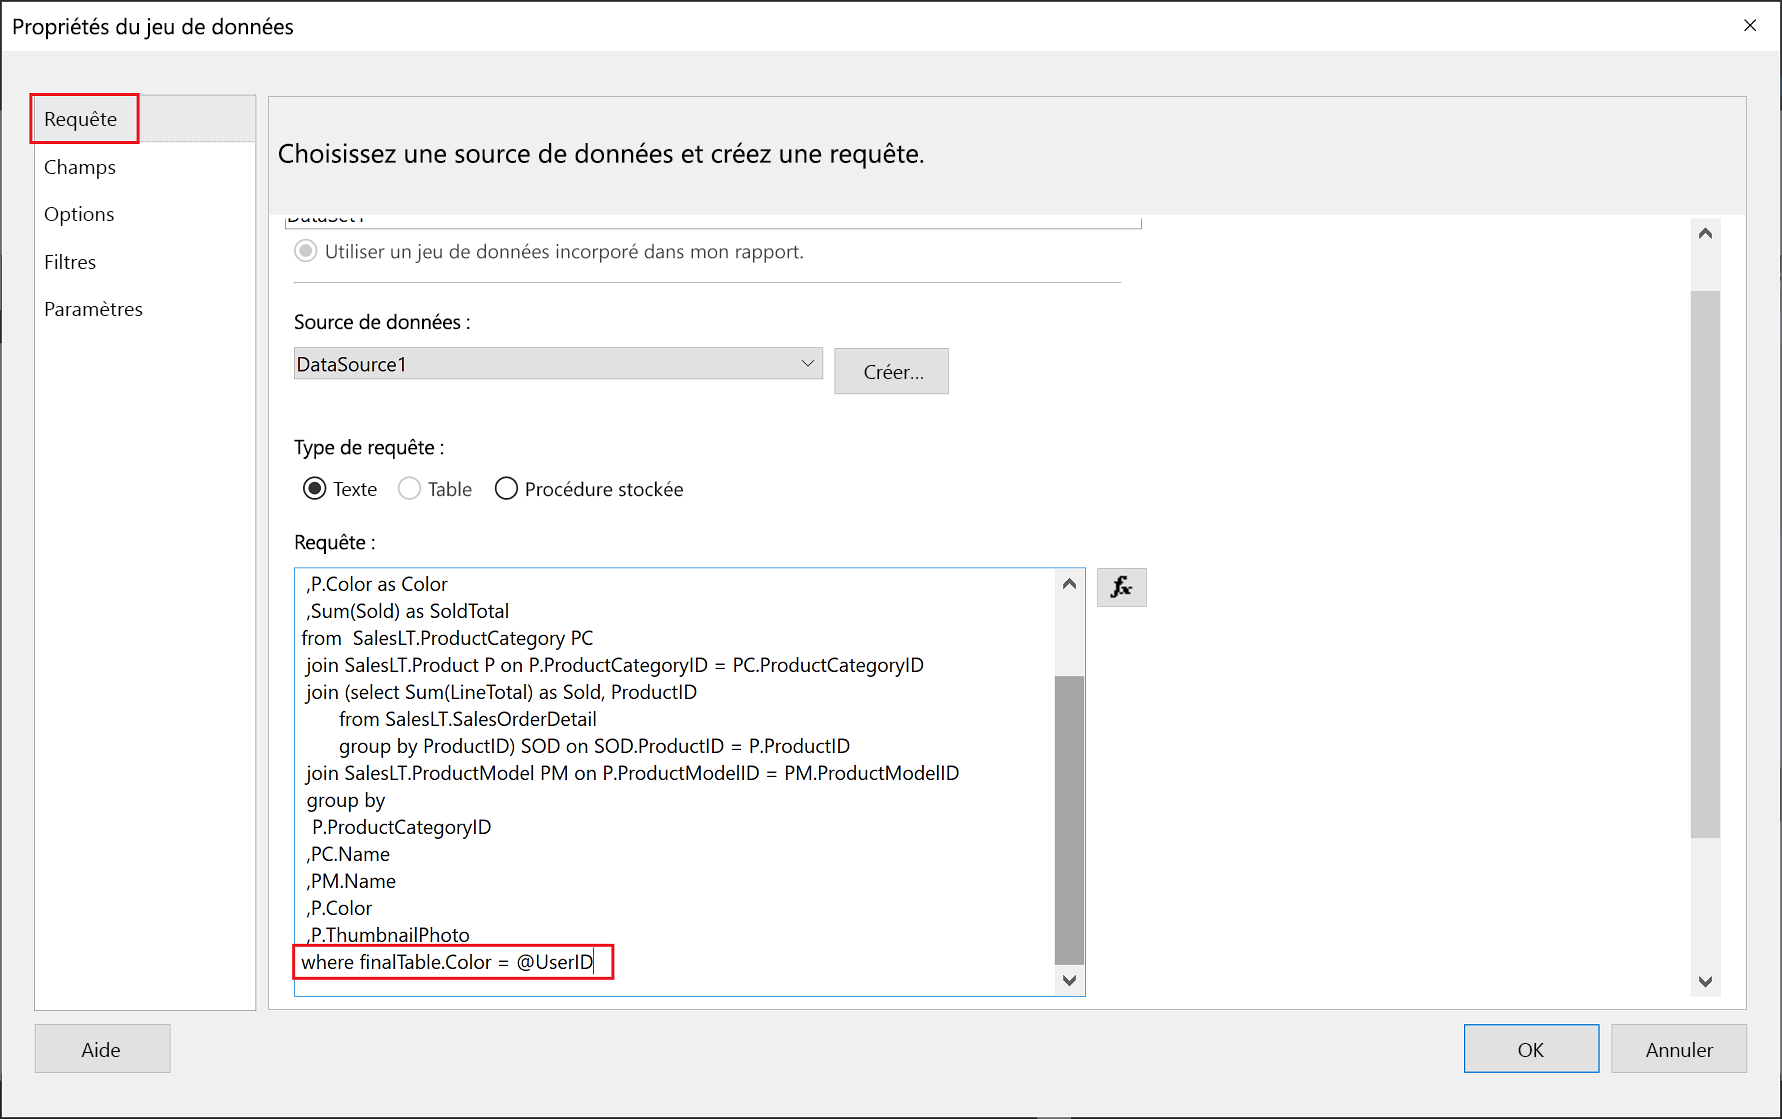 Propriétés du jeu de données
Requête
Champs
Options
Filtres
Paramètres
Choisissez une source de données et créez une requête.
DataSet1
Utiliser un jeu de données incorporé dans mon rapport.
Source de données :
DataSource1
Créer...
Type de requête :
Texte Table Procédure stockée
Requête :
,P.Color as Color
,Sum(Sold) as SoldTotal
from  SalesLT.ProductCategory PC
join SalesLT.Product P on P.ProductCategoryID = PC.ProductCategoryID
join (select Sum(LineTotal) as Sold, ProductID
from SalesLT.SalesOrderDetail
group by ProductID) SOD on SOD.ProductID = P.ProductID
join SalesLT.ProductModel PM on P.ProductModelID = PM.ProductModelID
group by
P.ProductCategoryID
,PC.Name
,PM.Name
,P.Color
,P.ThumbnailPhoto
where finalTable.Color = @UserID
fx
Aide
OK
Annuler